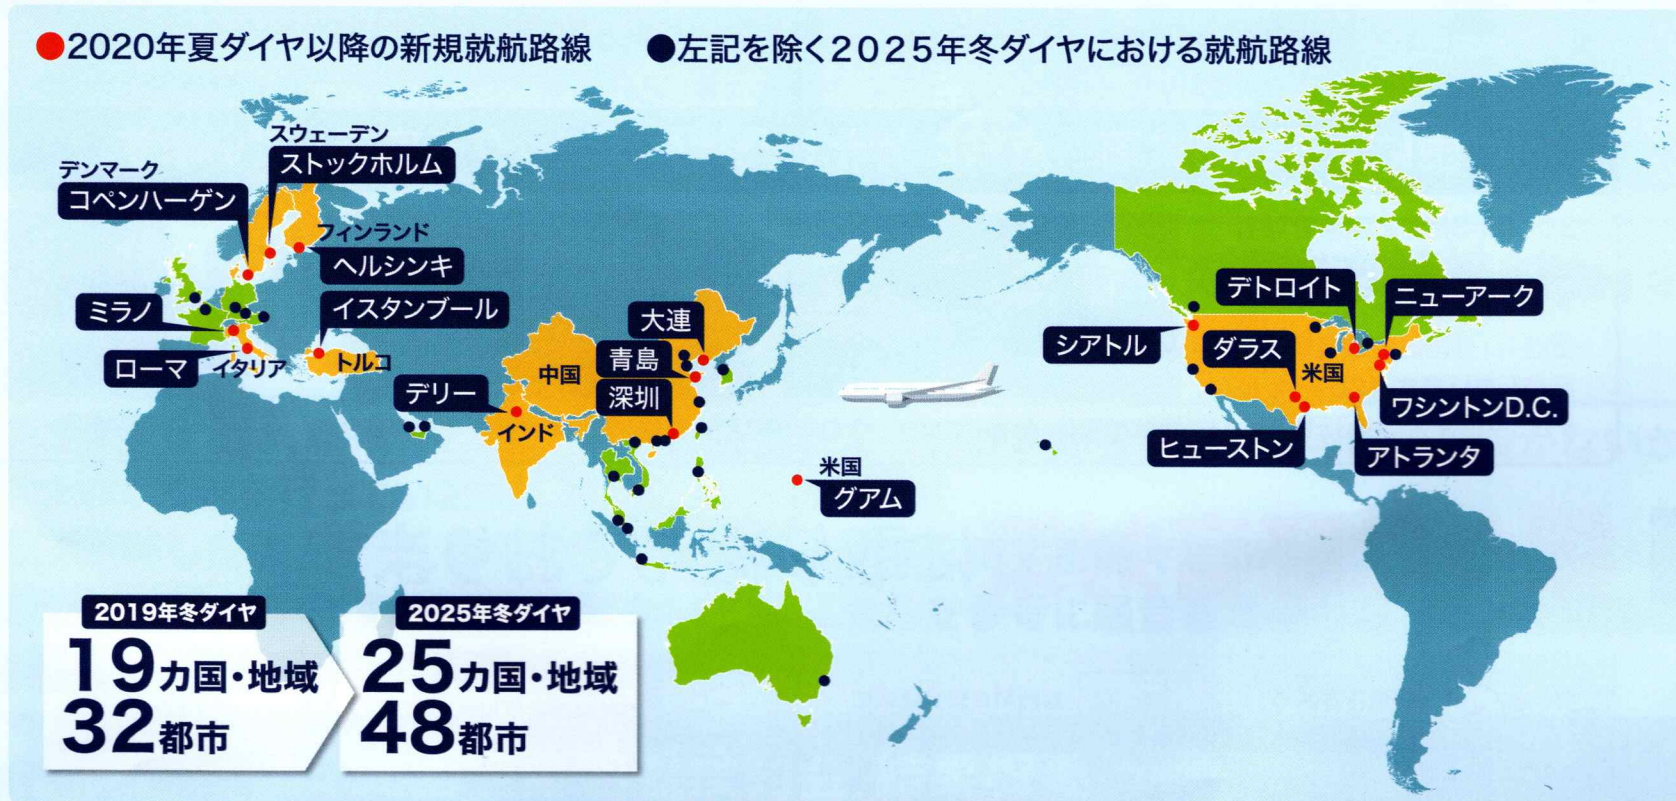 ●2020年夏ダイヤ以降の新規就航路線
●左記を除く2025年冬ダイヤにおける就航路線
スウェーデン
ストックホルム
デンマーク
コペンハーゲン
フィンランド
ヘルシンキ
ミラノ
イスタンブール
ローマ
イタリア
トルコ
デリー
インド
中国
大連
青島
深圳
米国
グアム
シアトル
デトロイト
ニューアーク
ダラス
米国
ワシントンD.C.
ヒューストン
アトランタ
2019年冬ダイヤ
19カ国・地域
32都市
2025年冬ダイヤ
25カ国・地域
48都市